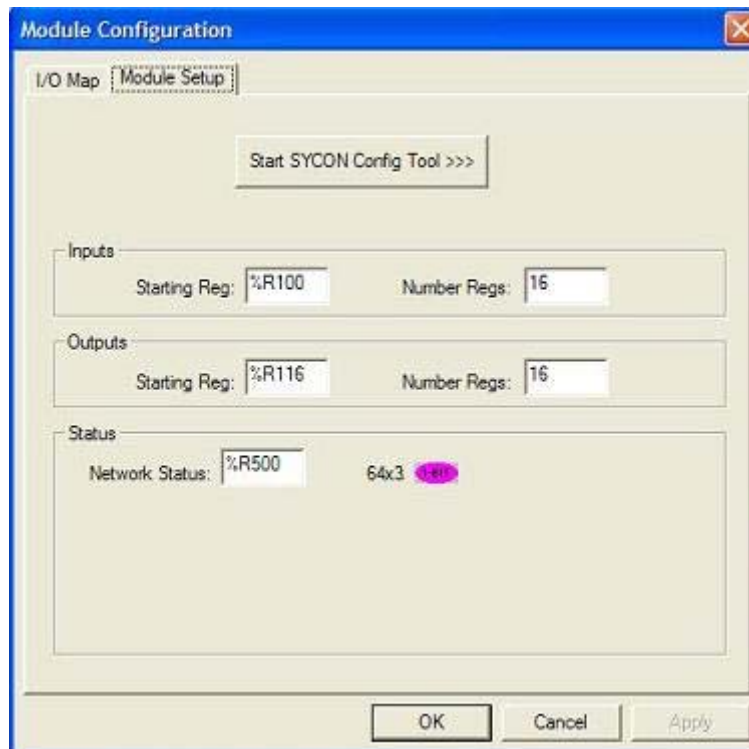 Module Configuration
I/O Map Module Setup
Start SYCON Config Tool >>>
Inputs
Starting Reg: %R100 Number Regs: 16
Outputs
Starting Reg: %R116 Number Regs: 16
Status
Network Status: %R500 64x3
OK Cancel Apply